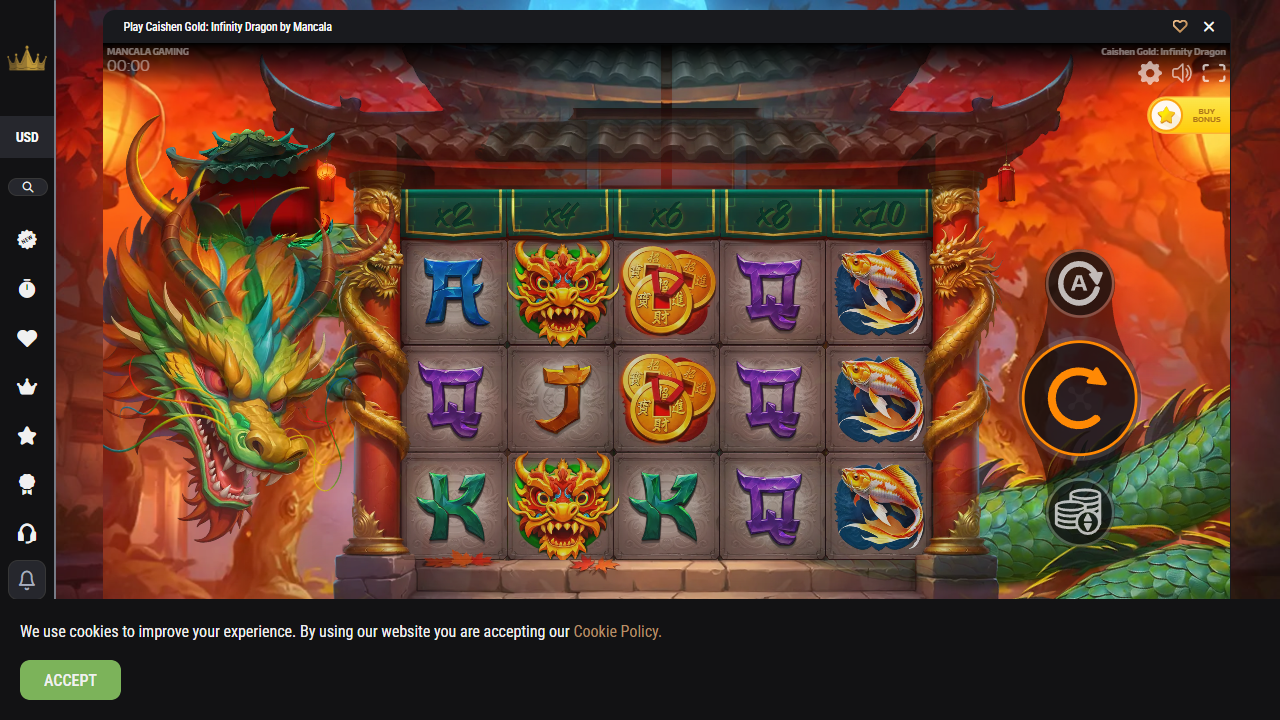 Play Caishen Gold: Infinity Dragon by Mancala
MANCALA GAMING
Caishen Gold: Infinity Dragon
00:00
USD
NEW
BUY
BONUS
x2 x4 x6 x8 x10
A
Q
A
Q J Q
K K Q
We use cookies to improve your experience. By using our website you are accepting our Cookie Policy.
ACCEPT